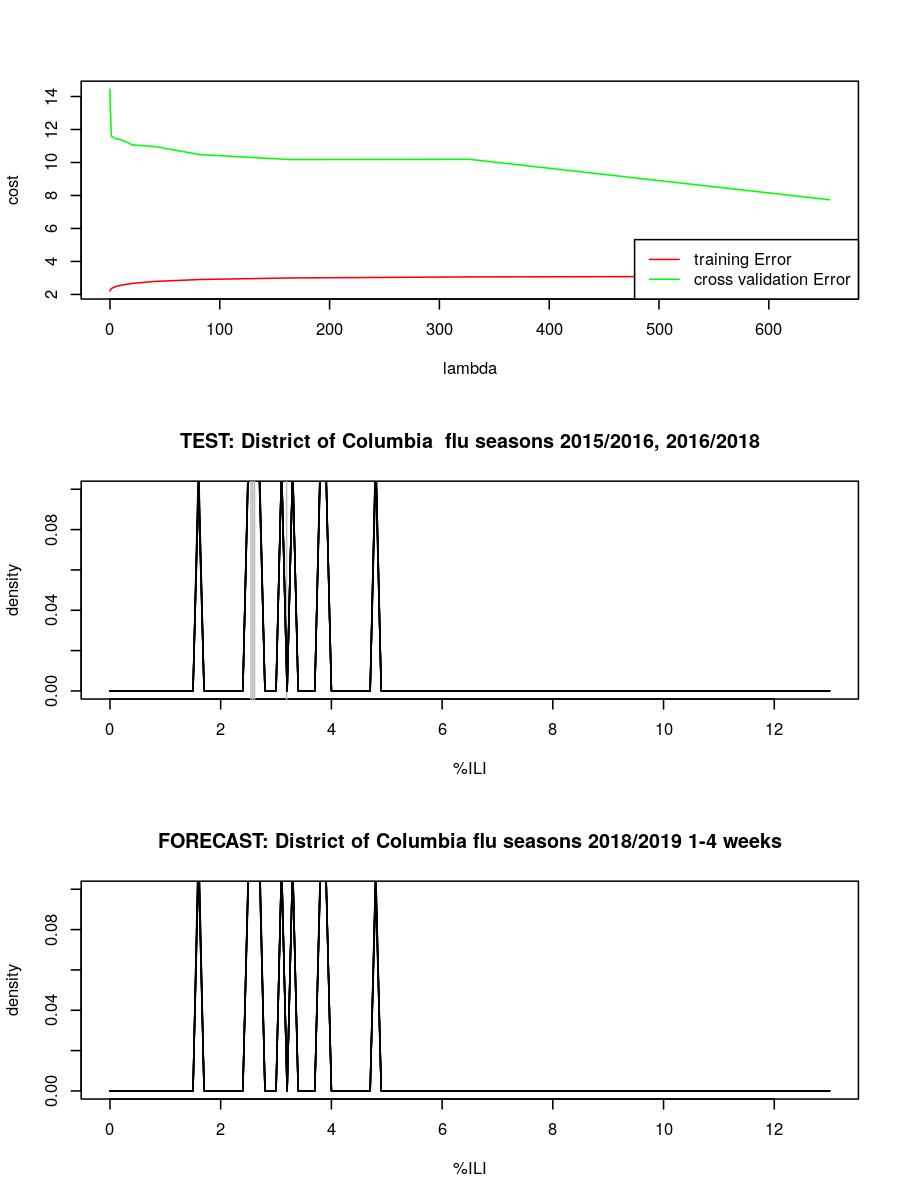 14
12
10
8
6
4
2
cost
training Error
cross validation Error
0 100 200 300 400 500 600
lambda
TEST: District of Columbia  flu seasons 2015/2016, 2016/2018
0.08
0.04
0.00
density
0 2 4 6 8 10 12
%ILI
FORECAST: District of Columbia flu seasons 2018/2019 1-4 weeks
0.08
0.04
0.00
density
0 2 4 6 8 10 12
%ILI